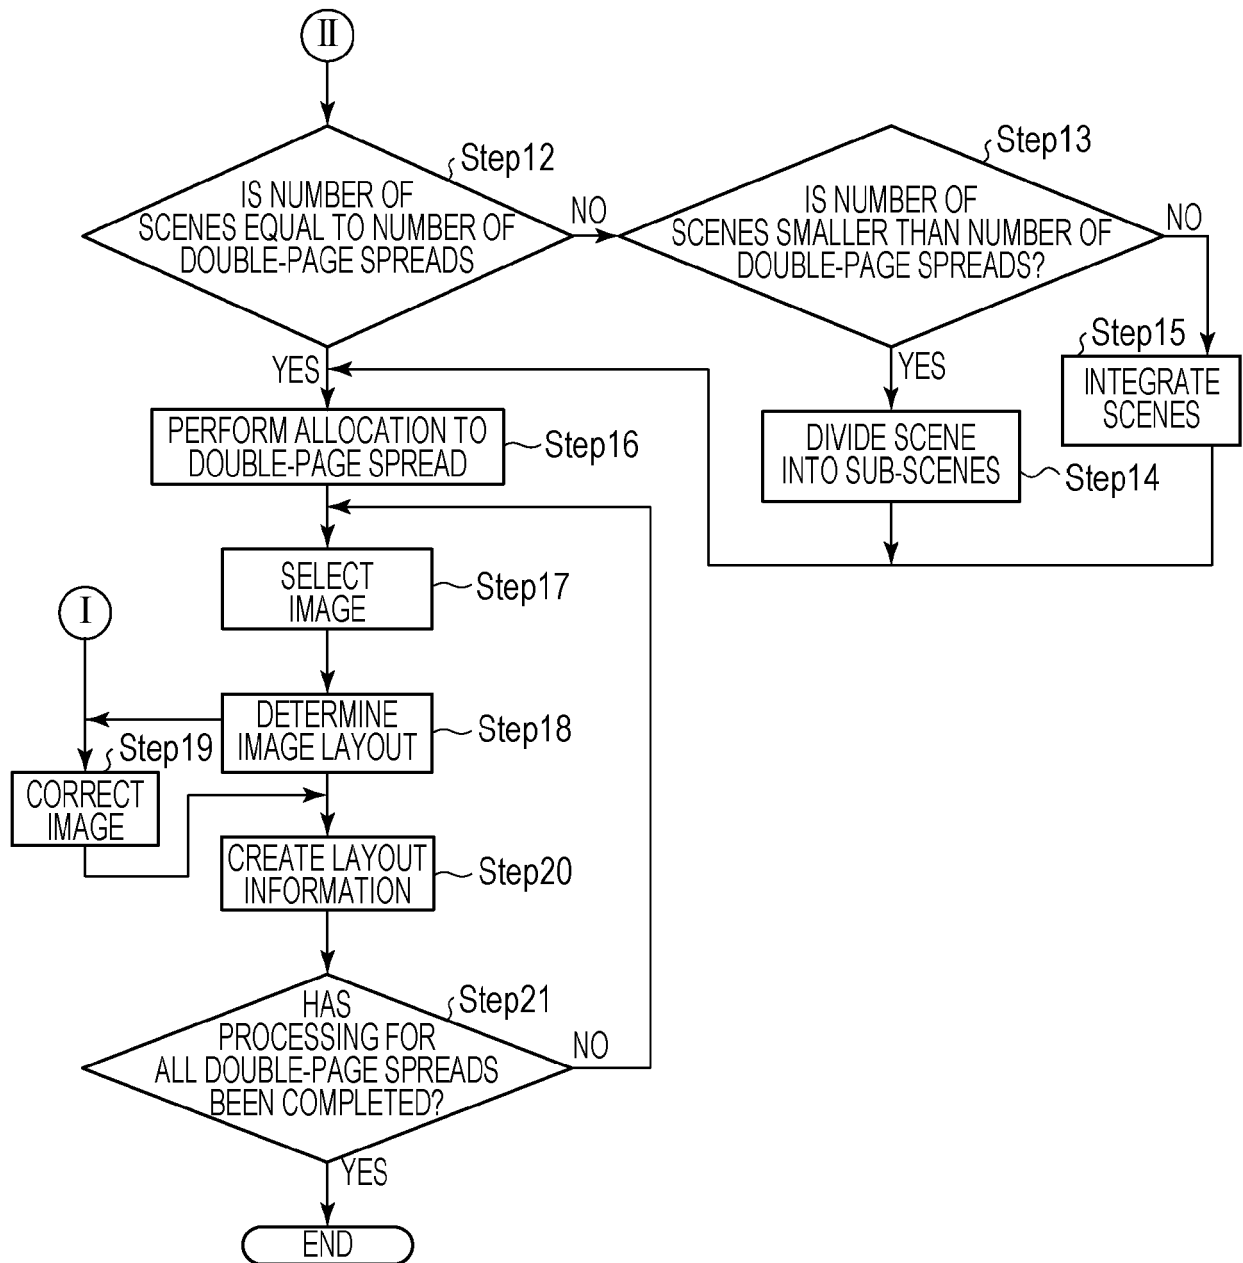 II
IS NUMBER OF
SCENES EQUAL TO NUMBER OF
DOUBLE-PAGE SPREADS
Step12
NO
IS NUMBER OF
SCENES SMALLER THAN NUMBER OF
DOUBLE-PAGE SPREADS?
Step13
NO
YES
YES
Step15
INTEGRATE
SCENES
DIVIDE SCENE
INTO SUB-SCENES
Step14
PERFORM ALLOCATION TO
DOUBLE-PAGE SPREAD
Step16
SELECT
IMAGE
Step17
I
DETERMINE
IMAGE LAYOUT
Step18
Step19
CORRECT
IMAGE
CREATE LAYOUT
INFORMATION
Step20
HAS
PROCESSING FOR
ALL DOUBLE-PAGE SPREADS
BEEN COMPLETED?
Step21
NO
YES
END